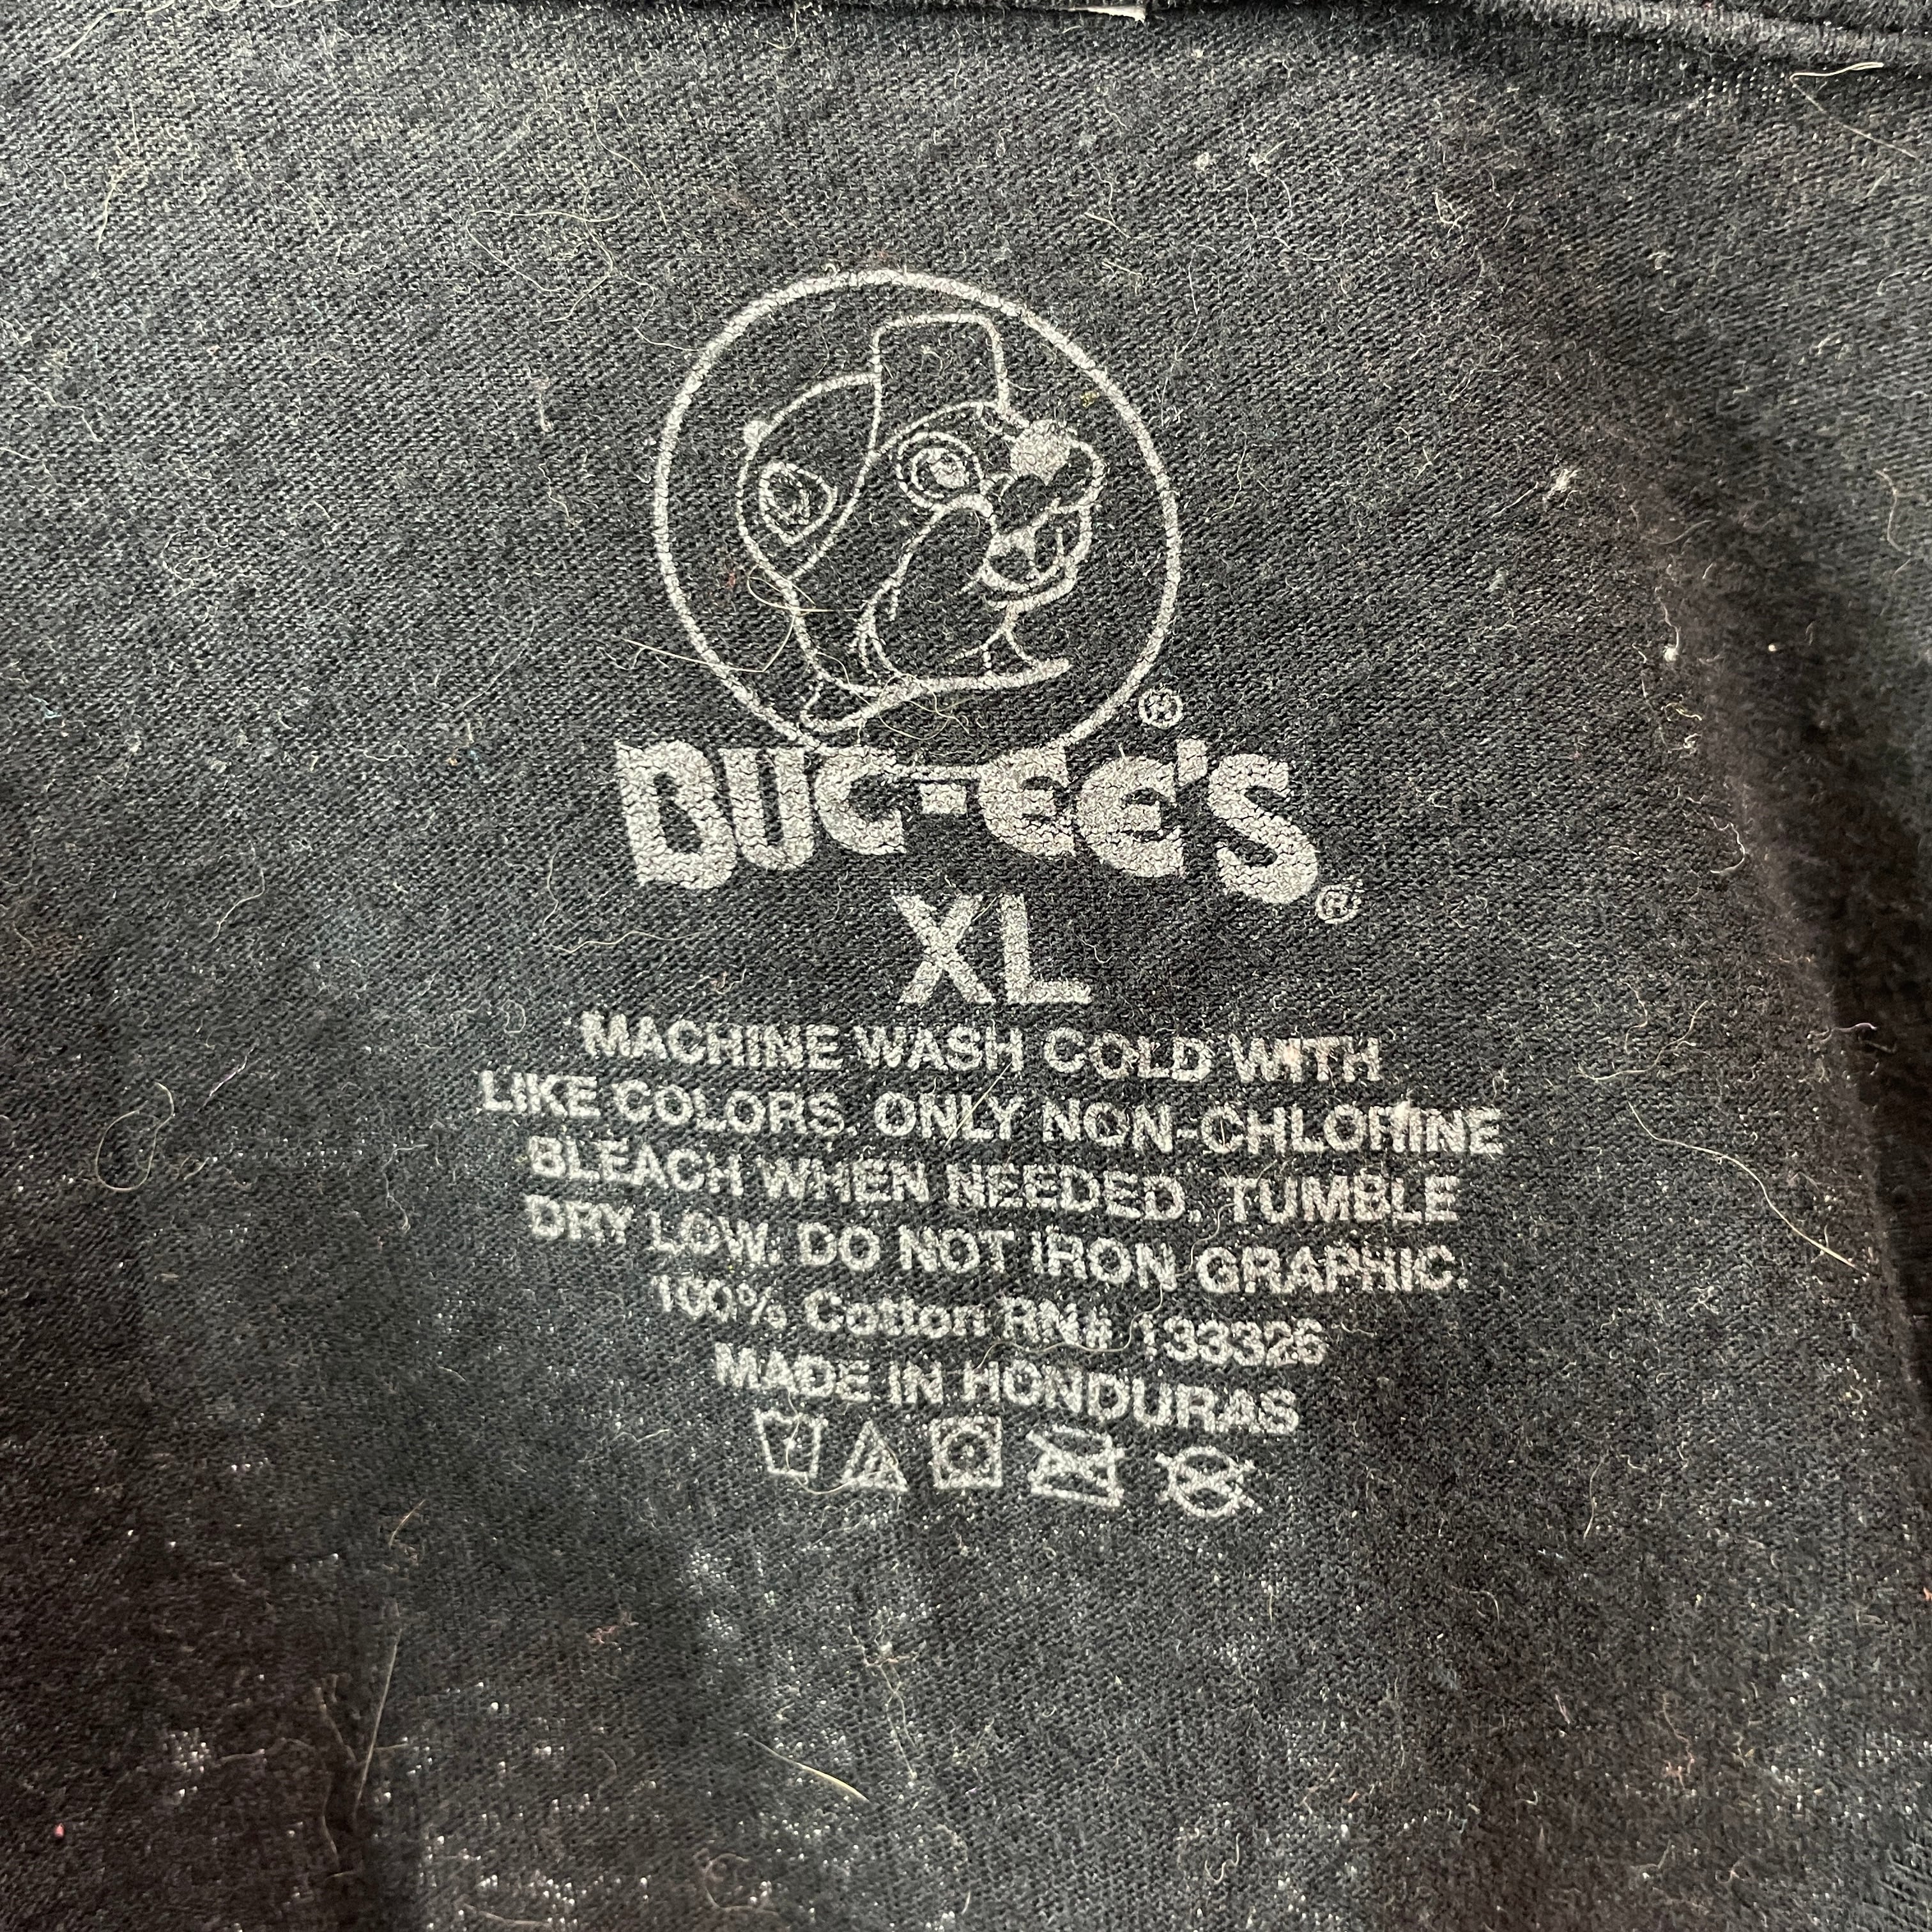 ®
BUC-EE'S®
XL
MACHINE WASH COLD WITH
LIKE COLORS. ONLY NON-CHLORINE
BLEACH WHEN NEEDED. TUMBLE
DRY LOW. DO NOT IRON GRAPHIC.
100% Cotton RN# 133326
MADE IN HONDURAS